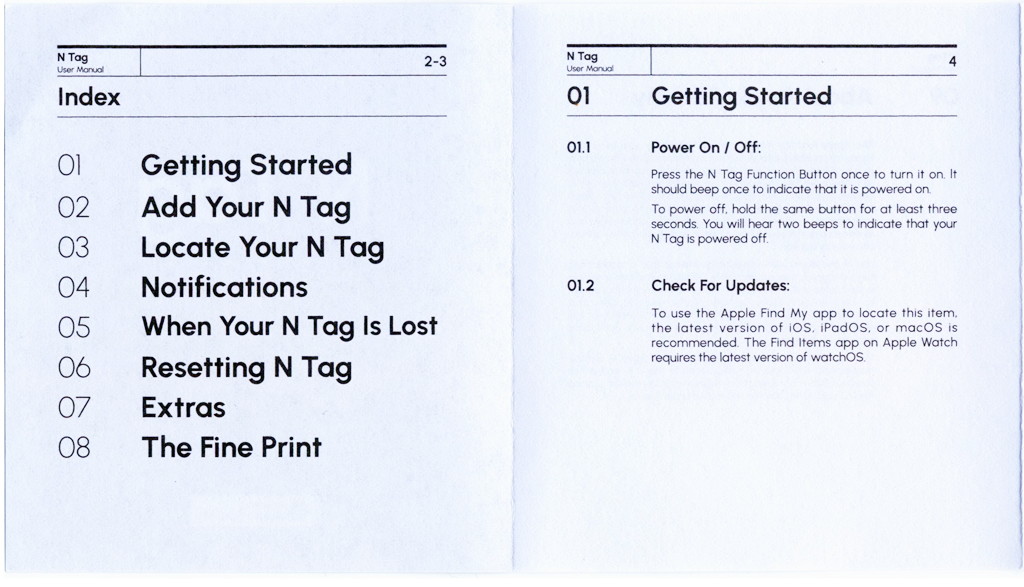 N Tag
User Manual
2-3
Index
01 Getting Started
02 Add Your N Tag
03 Locate Your N Tag
04 Notifications
05 When Your N Tag Is Lost
06 Resetting N Tag
07 Extras
08 The Fine Print
N Tag
User Manual
4
01 Getting Started
01.1 Power On / Off:
Press the N Tag Function Button once to turn it on. It
should beep once to indicate that it is powered on.
To power off, hold the same button for at least three
seconds. You will hear two beeps to indicate that your
N Tag is powered off.
01.2 Check For Updates:
To use the Apple Find My app to locate this item,
the latest version of iOS, iPadOS, or macOS is
recommended. The Find Items app on Apple Watch
requires the latest version of watchOS.